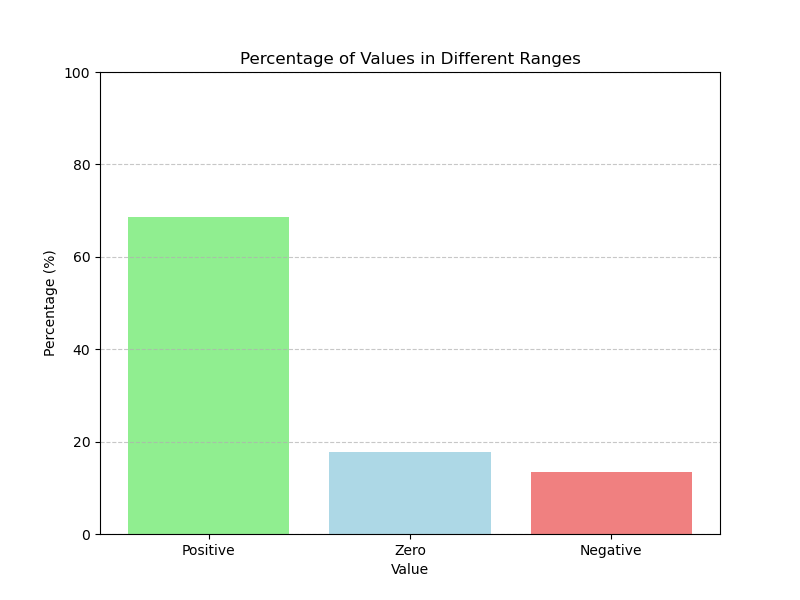 Percentage of Values in Different Ranges
100
80
60
40
20
0
Percentage (%)
Positive
Zero
Negative
Value